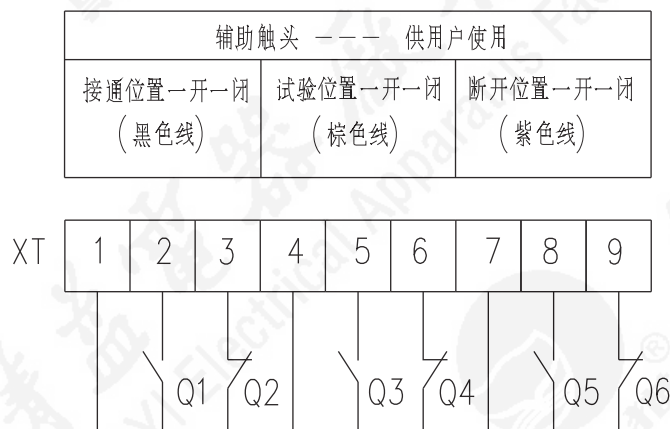 辅助触头 --- 供用户使用
接通位置一开一闭 试验位置一开一闭 断开位置一开一闭
(黑色线) (棕色线) (紫色线)
XT 1 2 3 4 5 6 7 8 9
Q1 Q2 Q3 Q4 Q5 Q6